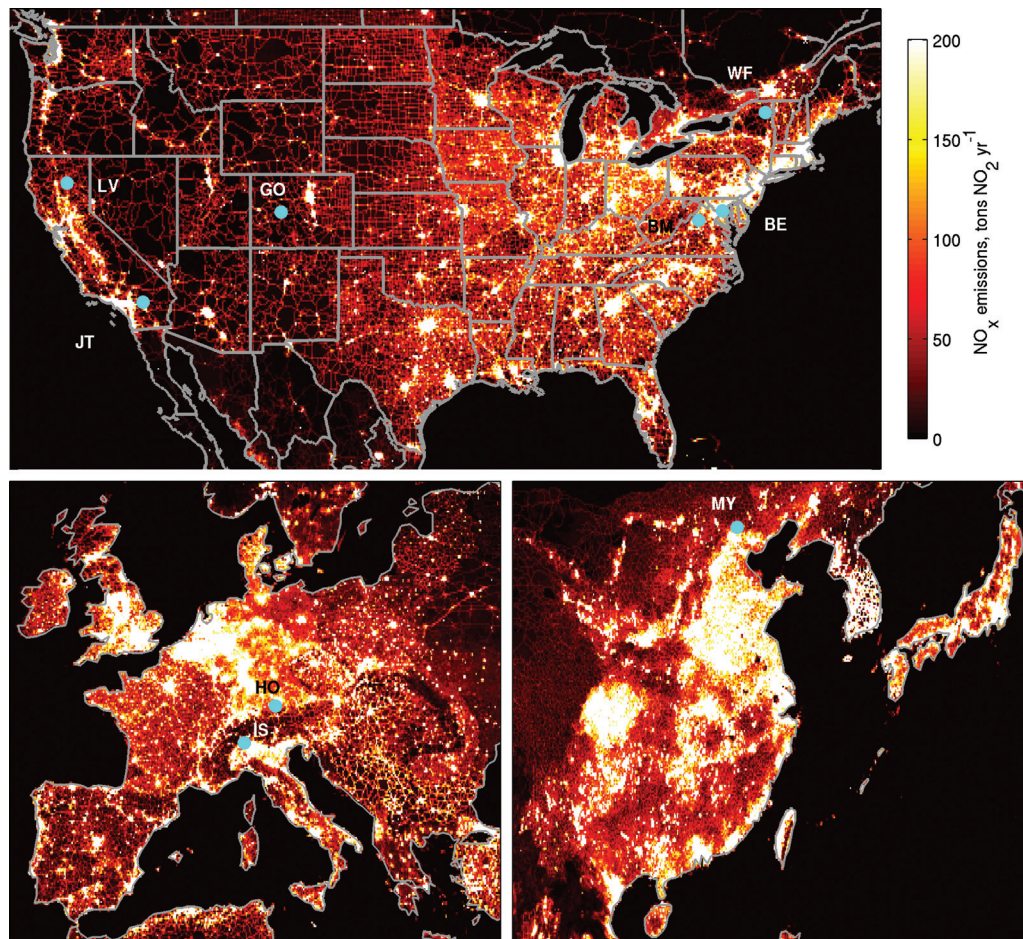 200
150
100
50
0
NOx emissions, tons NO2 yr-1
WF
LV
GO
BM
BE
JT
HO
IS
MY